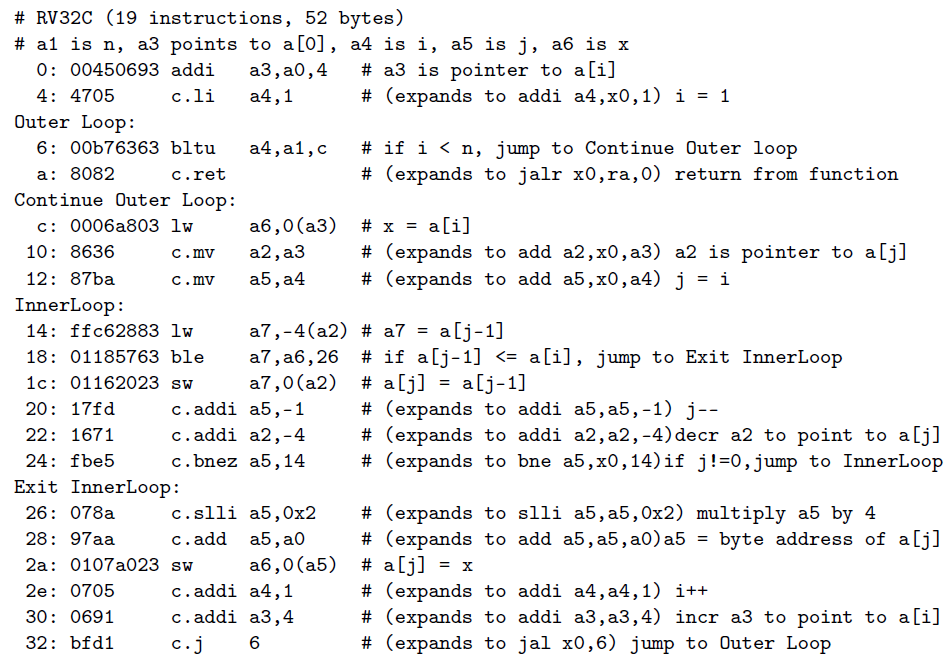 # RV32C (19 instructions, 52 bytes)
# a1 is n, a3 points to a[0], a4 is i, a5 is j, a6 is x
0: 00450693 addi a3,a0,4 # a3 is pointer to a[i]
4: 4705 c.li a4,1 # (expands to addi a4,x0,1) i = 1
Outer Loop:
6: 00b76363 bltu a4,a1,c # if i < n, jump to Continue Outer loop
a: 8082 c.ret # (expands to jalr x0,ra,0) return from function
Continue Outer Loop:
c: 0006a803 lw a6,0(a3) # x = a[i]
10: 8636 c.mv a2,a3 # (expands to add a2,x0,a3) a2 is pointer to a[j]
12: 87ba c.mv a5,a4 # (expands to add a5,x0,a4) j = i
InnerLoop:
14: ffc62883 lw a7,-4(a2) # a7 = a[j-1]
18: 01185763 ble a7,a6,26 # if a[j-1] <= a[i], jump to Exit InnerLoop
1c: 01162023 sw a7,0(a2) # a[j] = a[j-1]
20: 17fd c.addi a5,-1 # (expands to addi a5,a5,-1) j--
22: 1671 c.addi a2,-4 # (expands to addi a2,a2,-4)decr a2 to point to a[j]
24: fbe5 c.bnez a5,14 # (expands to bne a5,x0,14)if j!=0,jump to InnerLoop
Exit InnerLoop:
26: 078a c.slli a5,0x2 # (expands to slli a5,a5,0x2) multiply a5 by 4
28: 97aa c.add a5,a0 # (expands to add a5,a5,a0)a5 = byte address of a[j]
2a: 0107a023 sw a6,0(a5) # a[j] = x
2e: 0705 c.addi a4,1 # (expands to addi a4,a4,1) i++
30: 0691 c.addi a3,4 # (expands to addi a3,a3,4) incr a3 to point to a[i]
32: bfd1 c.j 6 # (expands to jal x0,6) jump to Outer Loop